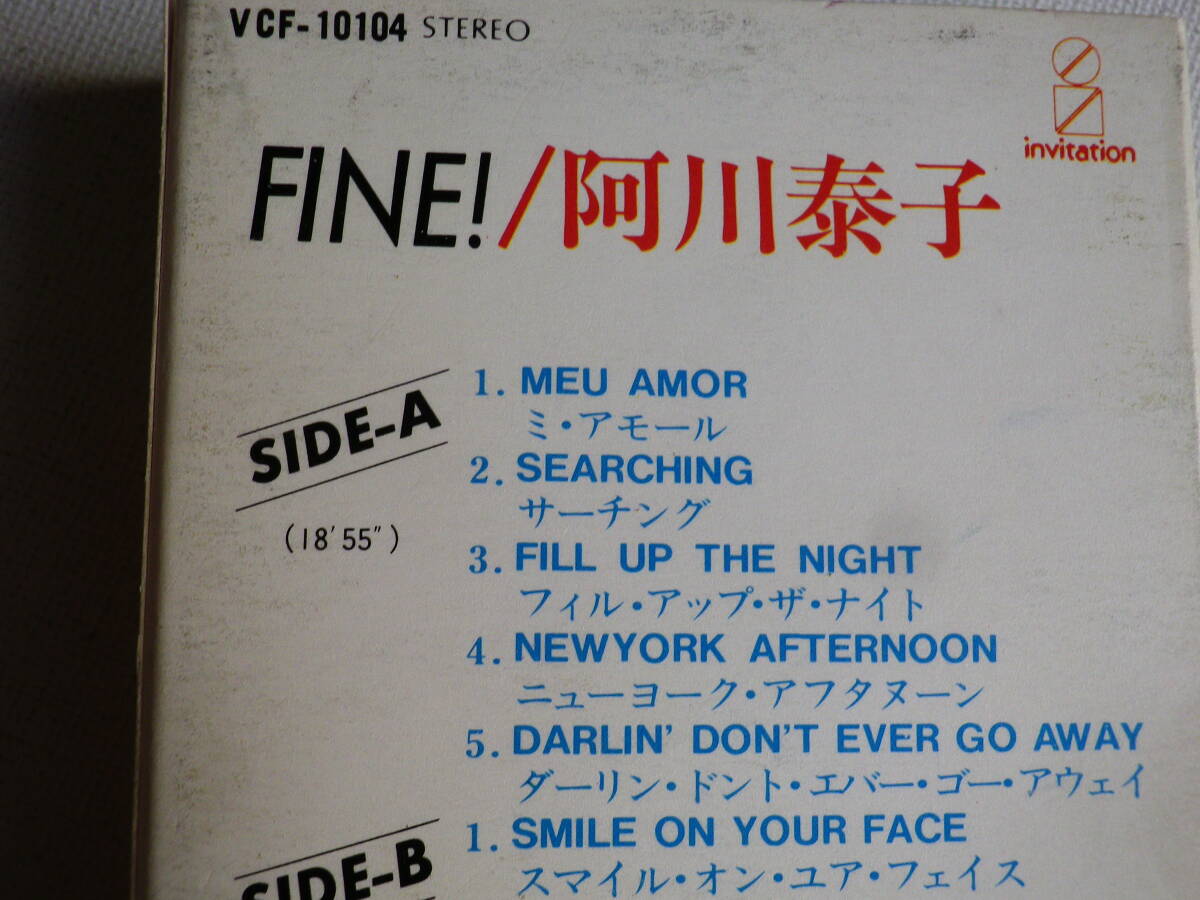 VCF-10104 STEREO
invitation
FINE!/阿川泰子
SIDE-A
(18'55")
1. MEU AMOR
ミ・アモール
2. SEARCHING
サーチング
3. FILL UP THE NIGHT
フィル・アップ・ザ・ナイト
4. NEWYORK AFTERNOON
ニューヨーク・アフタヌーン
5. DARLIN' DON'T EVER GO AWAY
ダーリン・ドント・エバー・ゴー・アウェイ
SIDE-B
1. SMILE ON YOUR FACE
スマイル・オン・ユア・フェイス